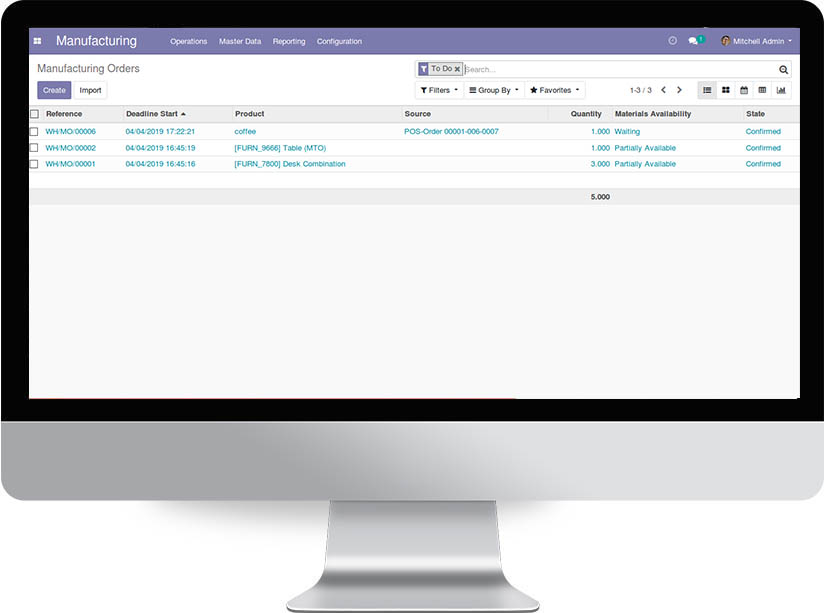 Manufacturing Operations Master Data Reporting Configuration 1 Mitchell Admin
Manufacturing Orders To Do Search...
Create Import Filters Group By Favorites 1-3 / 3
Reference Deadline Start Product Source Quantity Materials Availability State
WH/MO/00006 04/04/2019 17:22:21 coffee POS-Order 00001-006-0007 1.000 Waiting Confirmed
WH/MO/00002 04/04/2019 16:45:19 [FURN_9666] Table (MTO) 1.000 Partially Available Confirmed
WH/MO/00001 04/04/2019 16:45:16 [FURN_7800] Desk Combination 3.000 Partially Available Confirmed
5.000